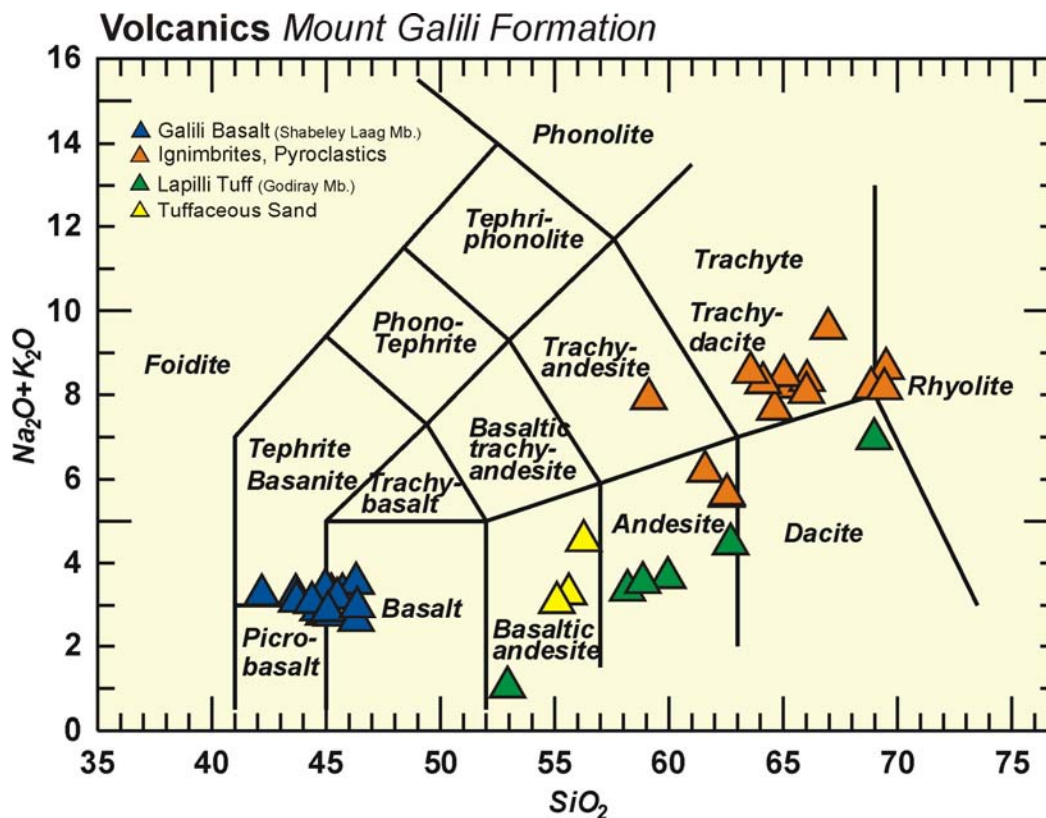 Volcanics Mount Galili Formation
16
14
12
10
8
6
4
2
0
Na₂O+K₂O
Galili Basalt (Shabeley Laag Mb.)
Ignimbrites, Pyroclastics
Lapilli Tuff (Godiray Mb.)
Tuffaceous Sand
Phonolite
Tephri-
phonolite
Trachyte
Phono-
Tephrite
Trachy-
dacite
Foidite
Trachy-
andesite
Rhyolite
Tephrite
Basanite
Basaltic
trachy-
andesite
Trachy-
basalt
Andesite
Dacite
Basalt
Picro-
basalt
Basaltic
andesite
35 40 45 50 55 60 65 70 75
SiO₂